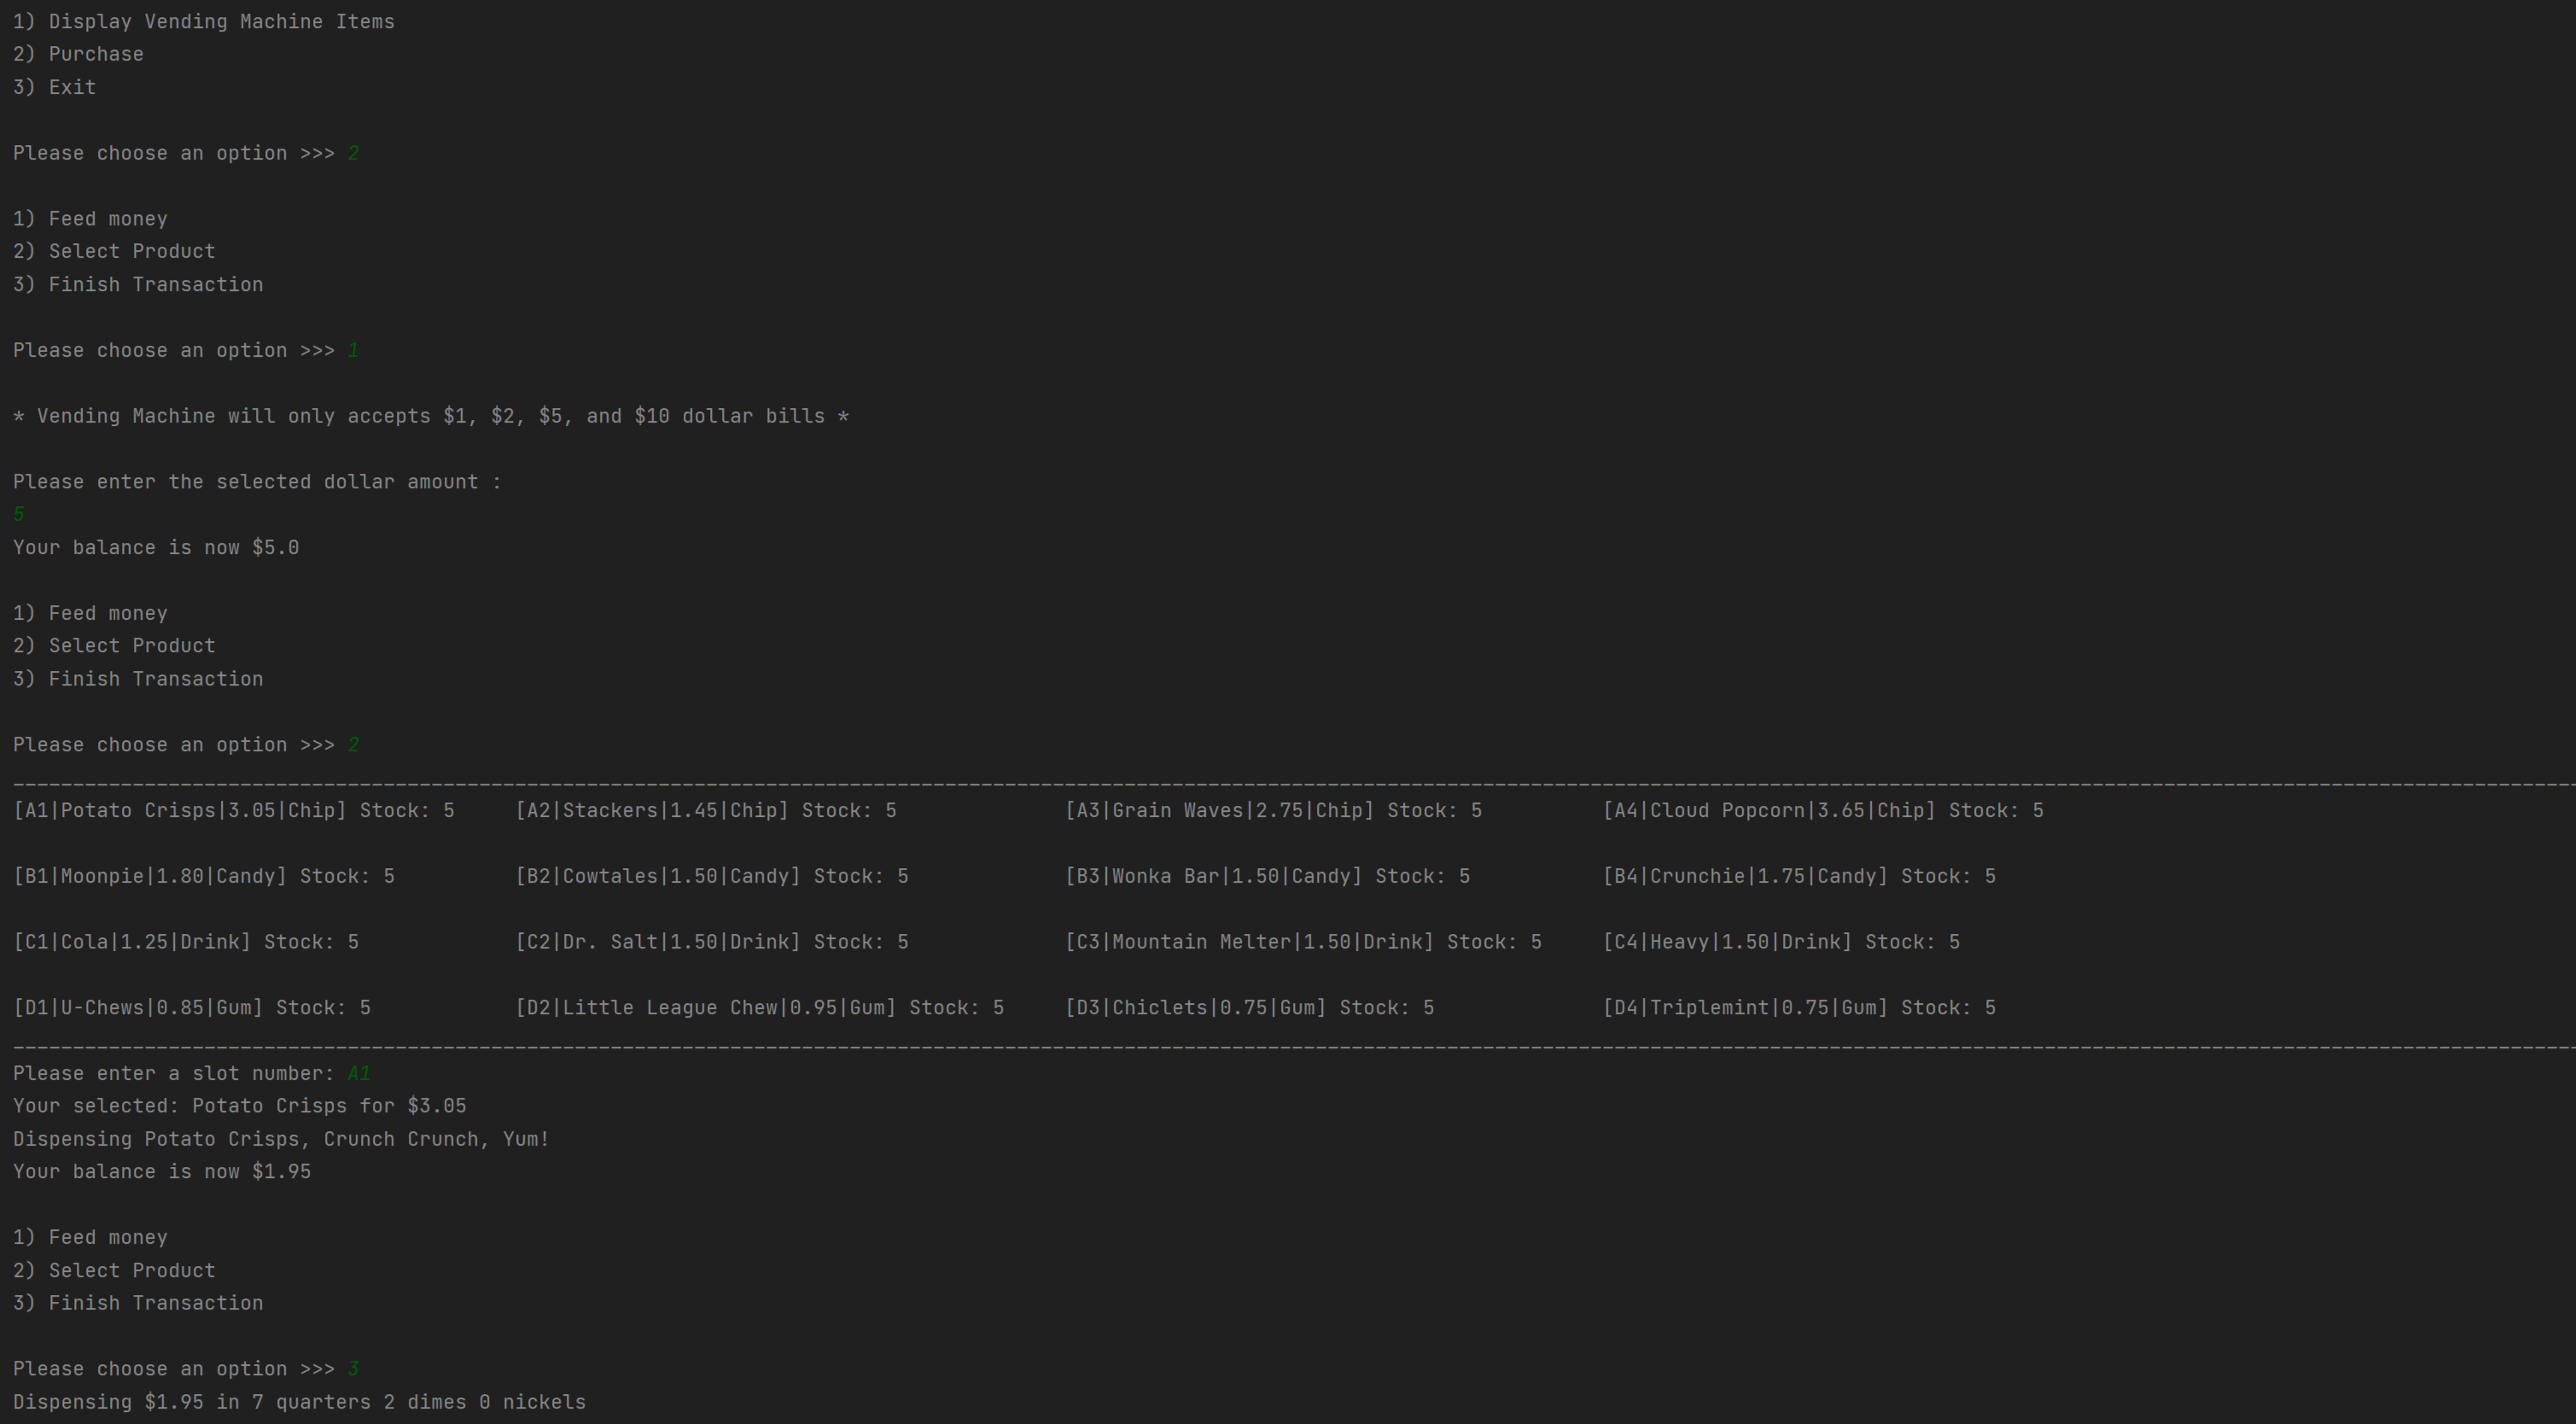 1) Display Vending Machine Items
2) Purchase
3) Exit
Please choose an option >>> 2
1) Feed money
2) Select Product
3) Finish Transaction
Please choose an option >>> 1
* Vending Machine will only accepts $1, $2, $5, and $10 dollar bills *
Please enter the selected dollar amount :
5
Your balance is now $5.0
1) Feed money
2) Select Product
3) Finish Transaction
Please choose an option >>> 2
[A1|Potato Crisps|3.05|Chip] Stock: 5 [A2|Stackers|1.45|Chip] Stock: 5 [A3|Grain Waves|2.75|Chip] Stock: 5 [A4|Cloud Popcorn|3.65|Chip] Stock: 5
[B1|Moonpie|1.80|Candy] Stock: 5 [B2|Cowtales|1.50|Candy] Stock: 5 [B3|Wonka Bar|1.50|Candy] Stock: 5 [B4|Crunchie|1.75|Candy] Stock: 5
[C1|Cola|1.25|Drink] Stock: 5 [C2|Dr. Salt|1.50|Drink] Stock: 5 [C3|Mountain Melter|1.50|Drink] Stock: 5 [C4|Heavy|1.50|Drink] Stock: 5
[D1|U-Chews|0.85|Gum] Stock: 5 [D2|Little League Chew|0.95|Gum] Stock: 5 [D3|Chiclets|0.75|Gum] Stock: 5 [D4|Triplemint|0.75|Gum] Stock: 5
Please enter a slot number: A1
Your selected: Potato Crisps for $3.05
Dispensing Potato Crisps, Crunch Crunch, Yum!
Your balance is now $1.95
1) Feed money
2) Select Product
3) Finish Transaction
Please choose an option >>> 3
Dispensing $1.95 in 7 quarters 2 dimes 0 nickels